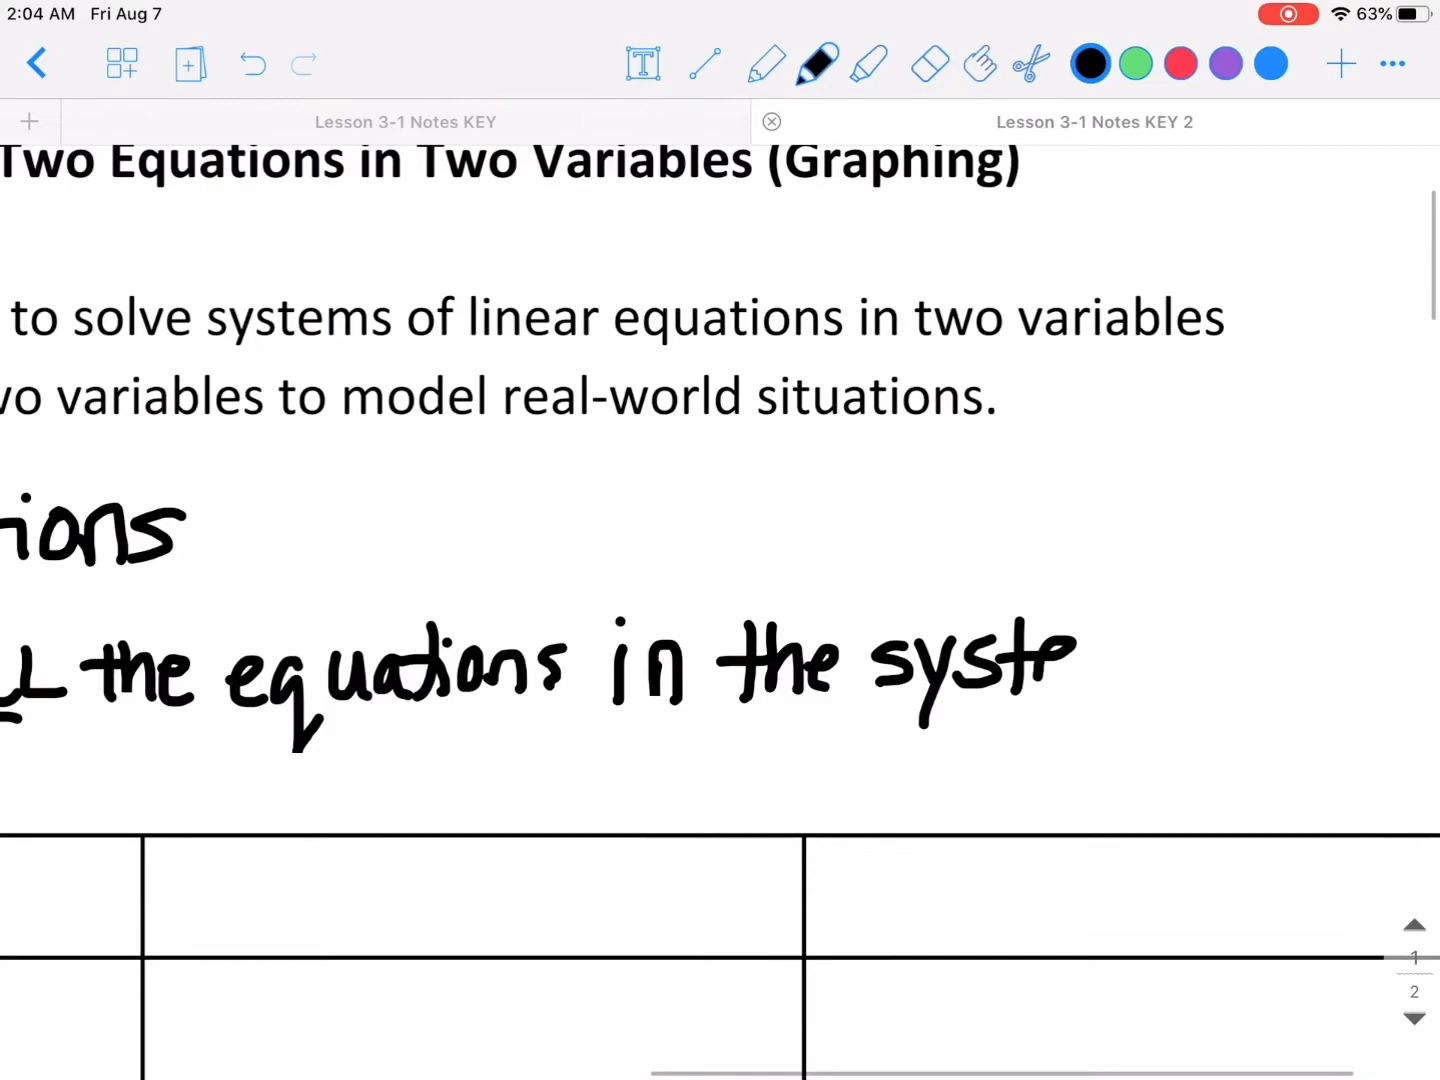 2:04 AM Fri Aug 7 63%
T
Lesson 3-1 Notes KEY Lesson 3-1 Notes KEY 2
Two Equations in Two Variables (Graphing)
to solve systems of linear equations in two variables
wo variables to model real-world situations.
tions
the equations in the syste
1
2